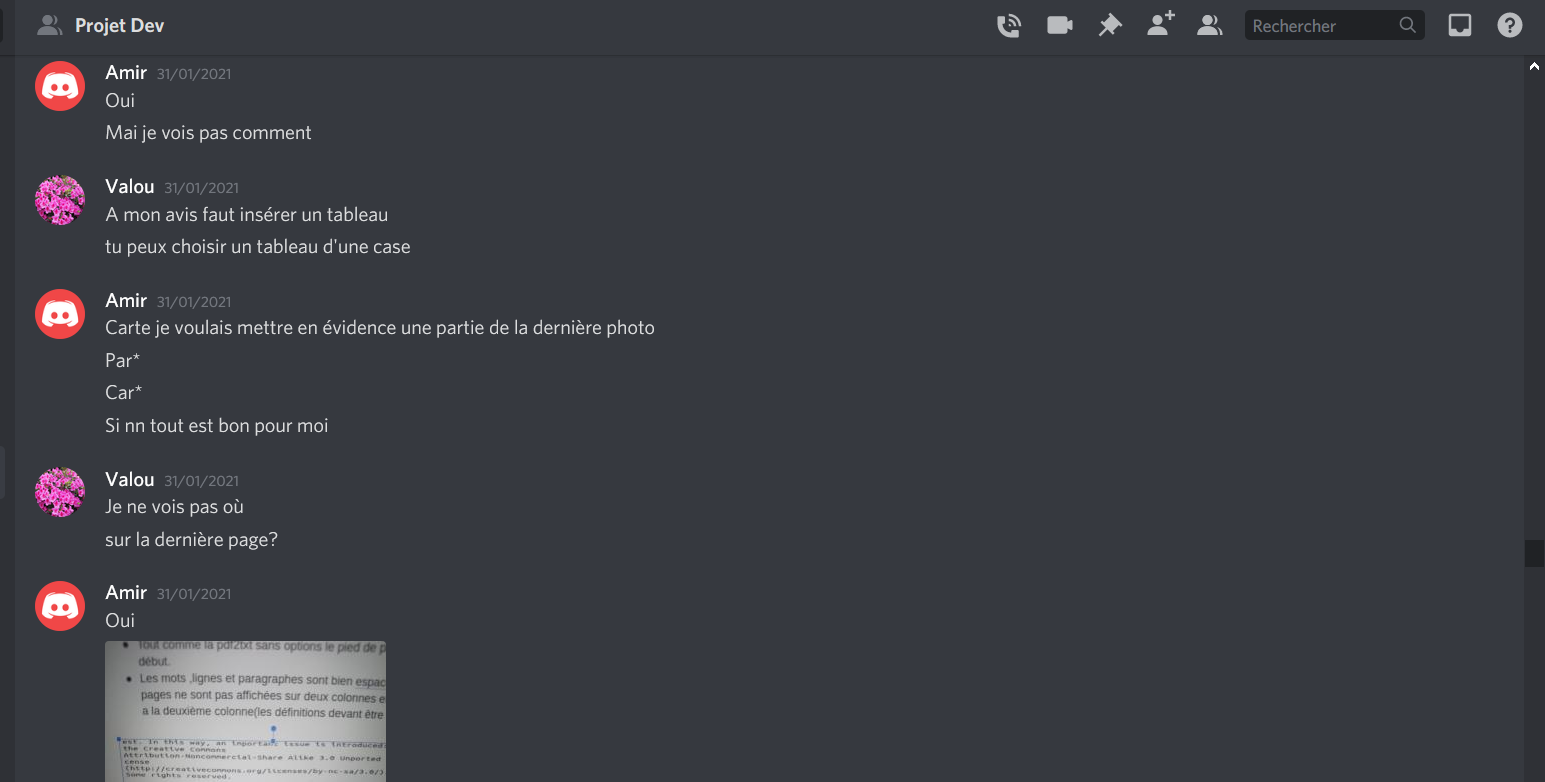 Projet Dev
Rechercher
Amir 31/01/2021
Oui
Mai je vois pas comment
Valou 31/01/2021
A mon avis faut insérer un tableau
tu peux choisir un tableau d'une case
Amir 31/01/2021
Carte je voulais mettre en évidence une partie de la dernière photo
Par*
Car*
Si nn tout est bon pour moi
Valou 31/01/2021
Je ne vois pas où
sur la dernière page?
Amir 31/01/2021
Oui
Tout comme la pdf2txt sans options le pied de p
début.
Les mots ,lignes et paragraphes sont bien espac
pages ne sont pas affichées sur deux colonnes e
a la deuxième colonne(les définitions devant être
est. In this way, an important issue is introduced
the Creative Commons
Attribution-Noncommercial-Share Alike 3.0 Unported
cense
(http://creativecommons.org/licenses/by-nc-sa/3.0/)
Some rights reserved.